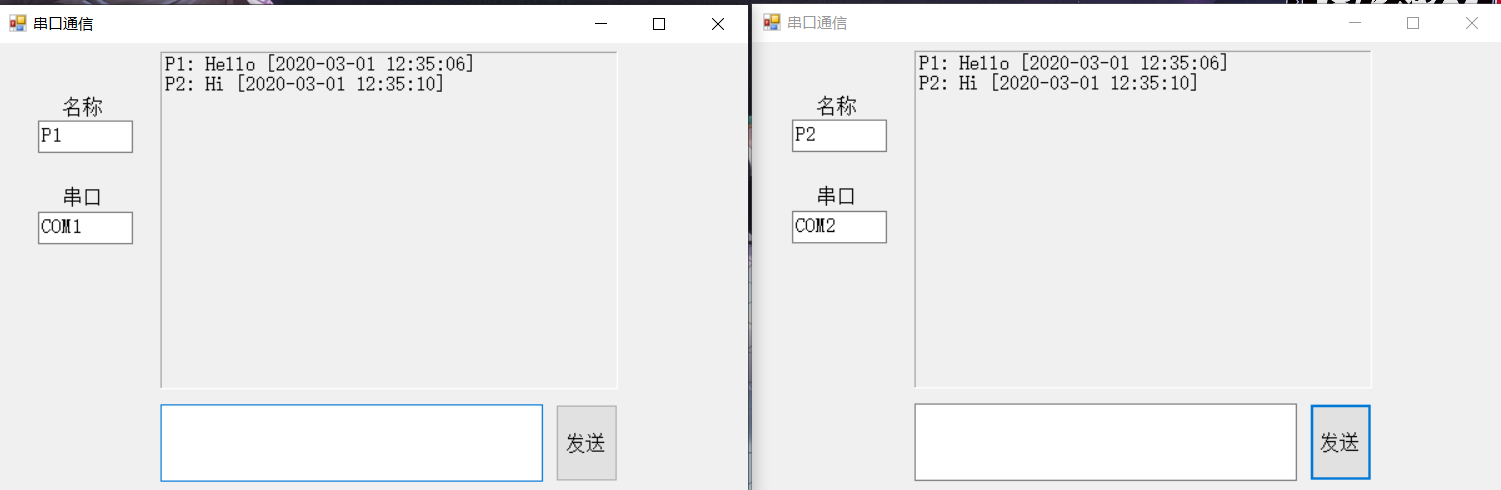 串口通信
P1: Hello [2020-03-01 12:35:06]
P2: Hi [2020-03-01 12:35:10]
名称
P1
串口
COM1
发送
串口通信
P1: Hello [2020-03-01 12:35:06]
P2: Hi [2020-03-01 12:35:10]
名称
P2
串口
COM2
发送